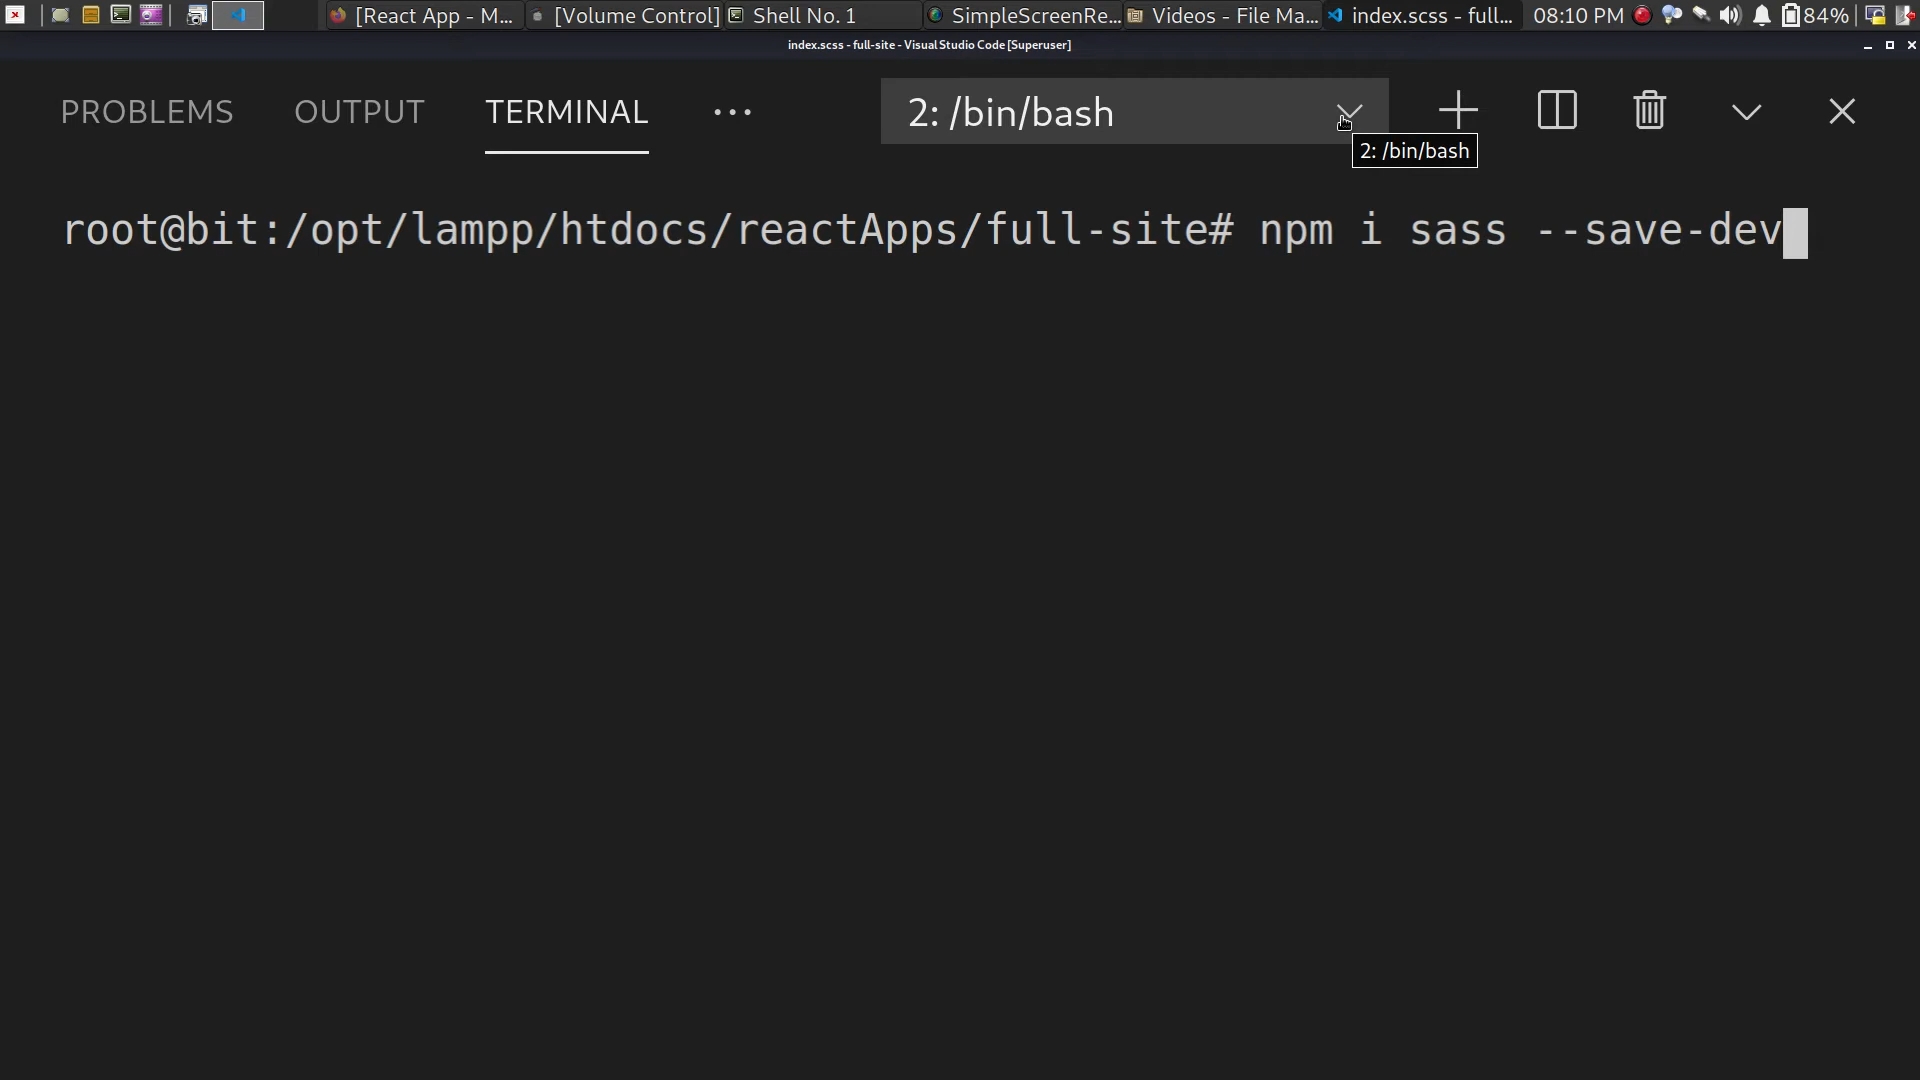 [React App - M... [Volume Control] Shell No. 1 SimpleScreenRe... Videos - File Ma... index.scss - full... 08:10 PM 84%
index.scss - full-site - Visual Studio Code [Superuser]
PROBLEMS OUTPUT TERMINAL ... 2: /bin/bash
2: /bin/bash
root@bit:/opt/lampp/htdocs/reactApps/full-site# npm i sass --save-dev